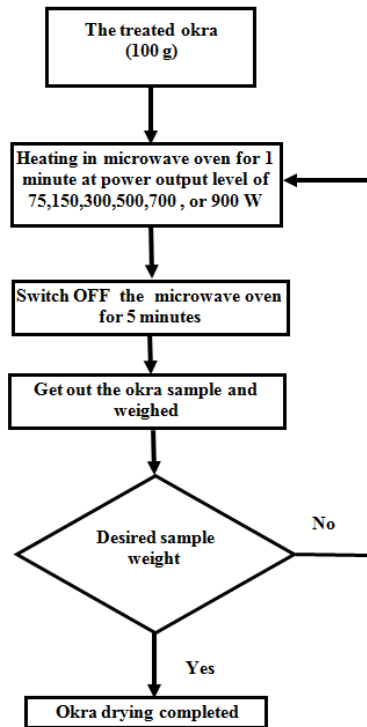 The treated okra
(100 g)
Heating in microwave oven for 1
minute at power output level of
75,150,300,500,700 , or 900 W
Switch OFF the microwave oven
for 5 minutes
Get out the okra sample and
weighed
Desired sample
weight
No
Yes
Okra drying completed